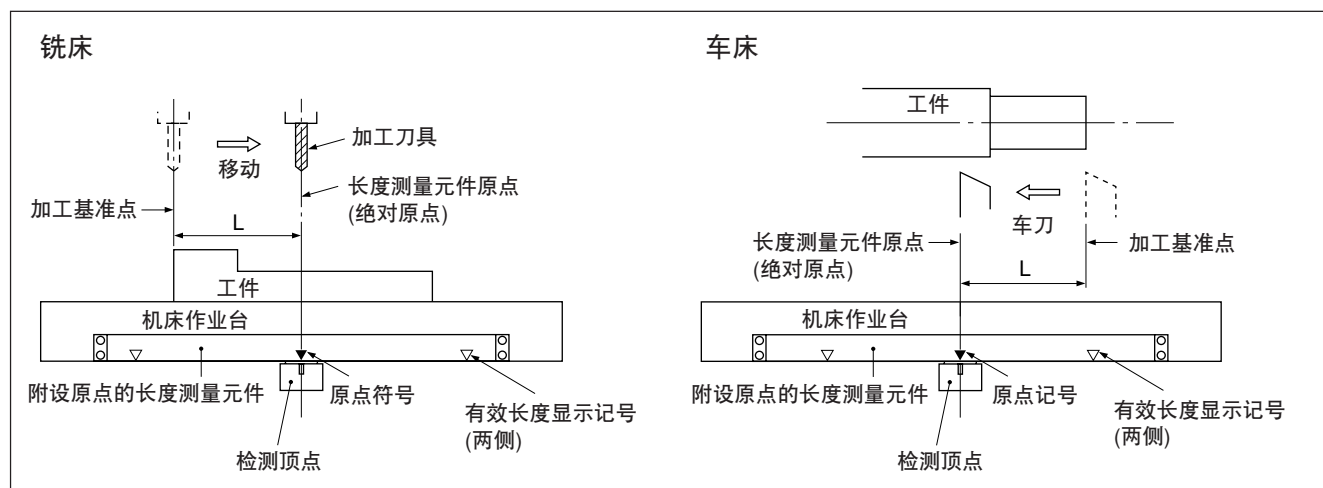 铣床
加工刀具
移动
长度测量元件原点
(绝对原点)
加工基准点
L
工件
机床作业台
附设原点的长度测量元件
原点符号
有效长度显示记号
(两侧)
检测顶点
车床
工件
车刀
长度测量元件原点
(绝对原点)
加工基准点
L
机床作业台
附设原点的长度测量元件
原点记号
有效长度显示记号
(两侧)
检测顶点